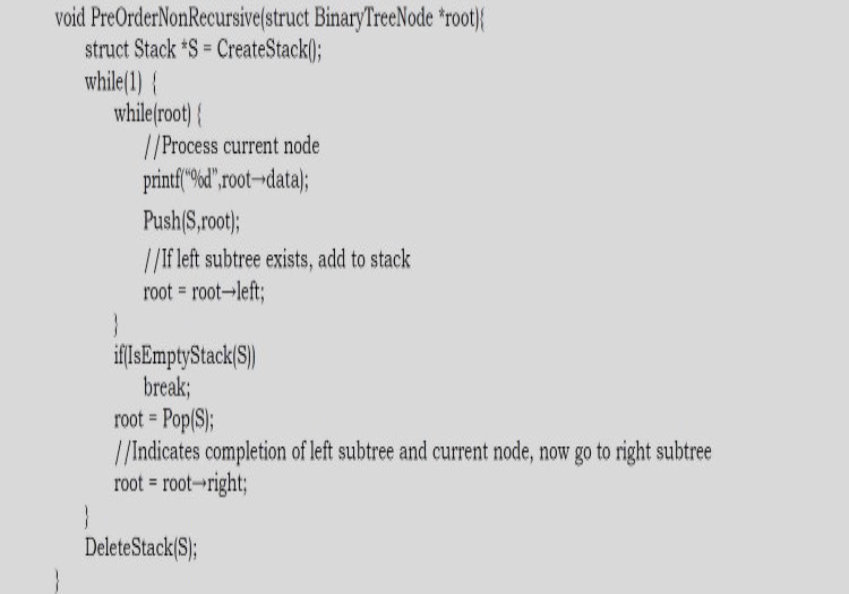 void PreOrderNonRecursive(struct BinaryTreeNode *root){
struct Stack *S = CreateStack();
while(1) {
while(root) {
//Process current node
printf(“%d”,root→data);
Push(S,root);
//If left subtree exists, add to stack
root = root→left;
}
if(IsEmptyStack(S))
break;
root = Pop(S);
//Indicates completion of left subtree and current node, now go to right subtree
root = root→right;
}
DeleteStack(S);
}